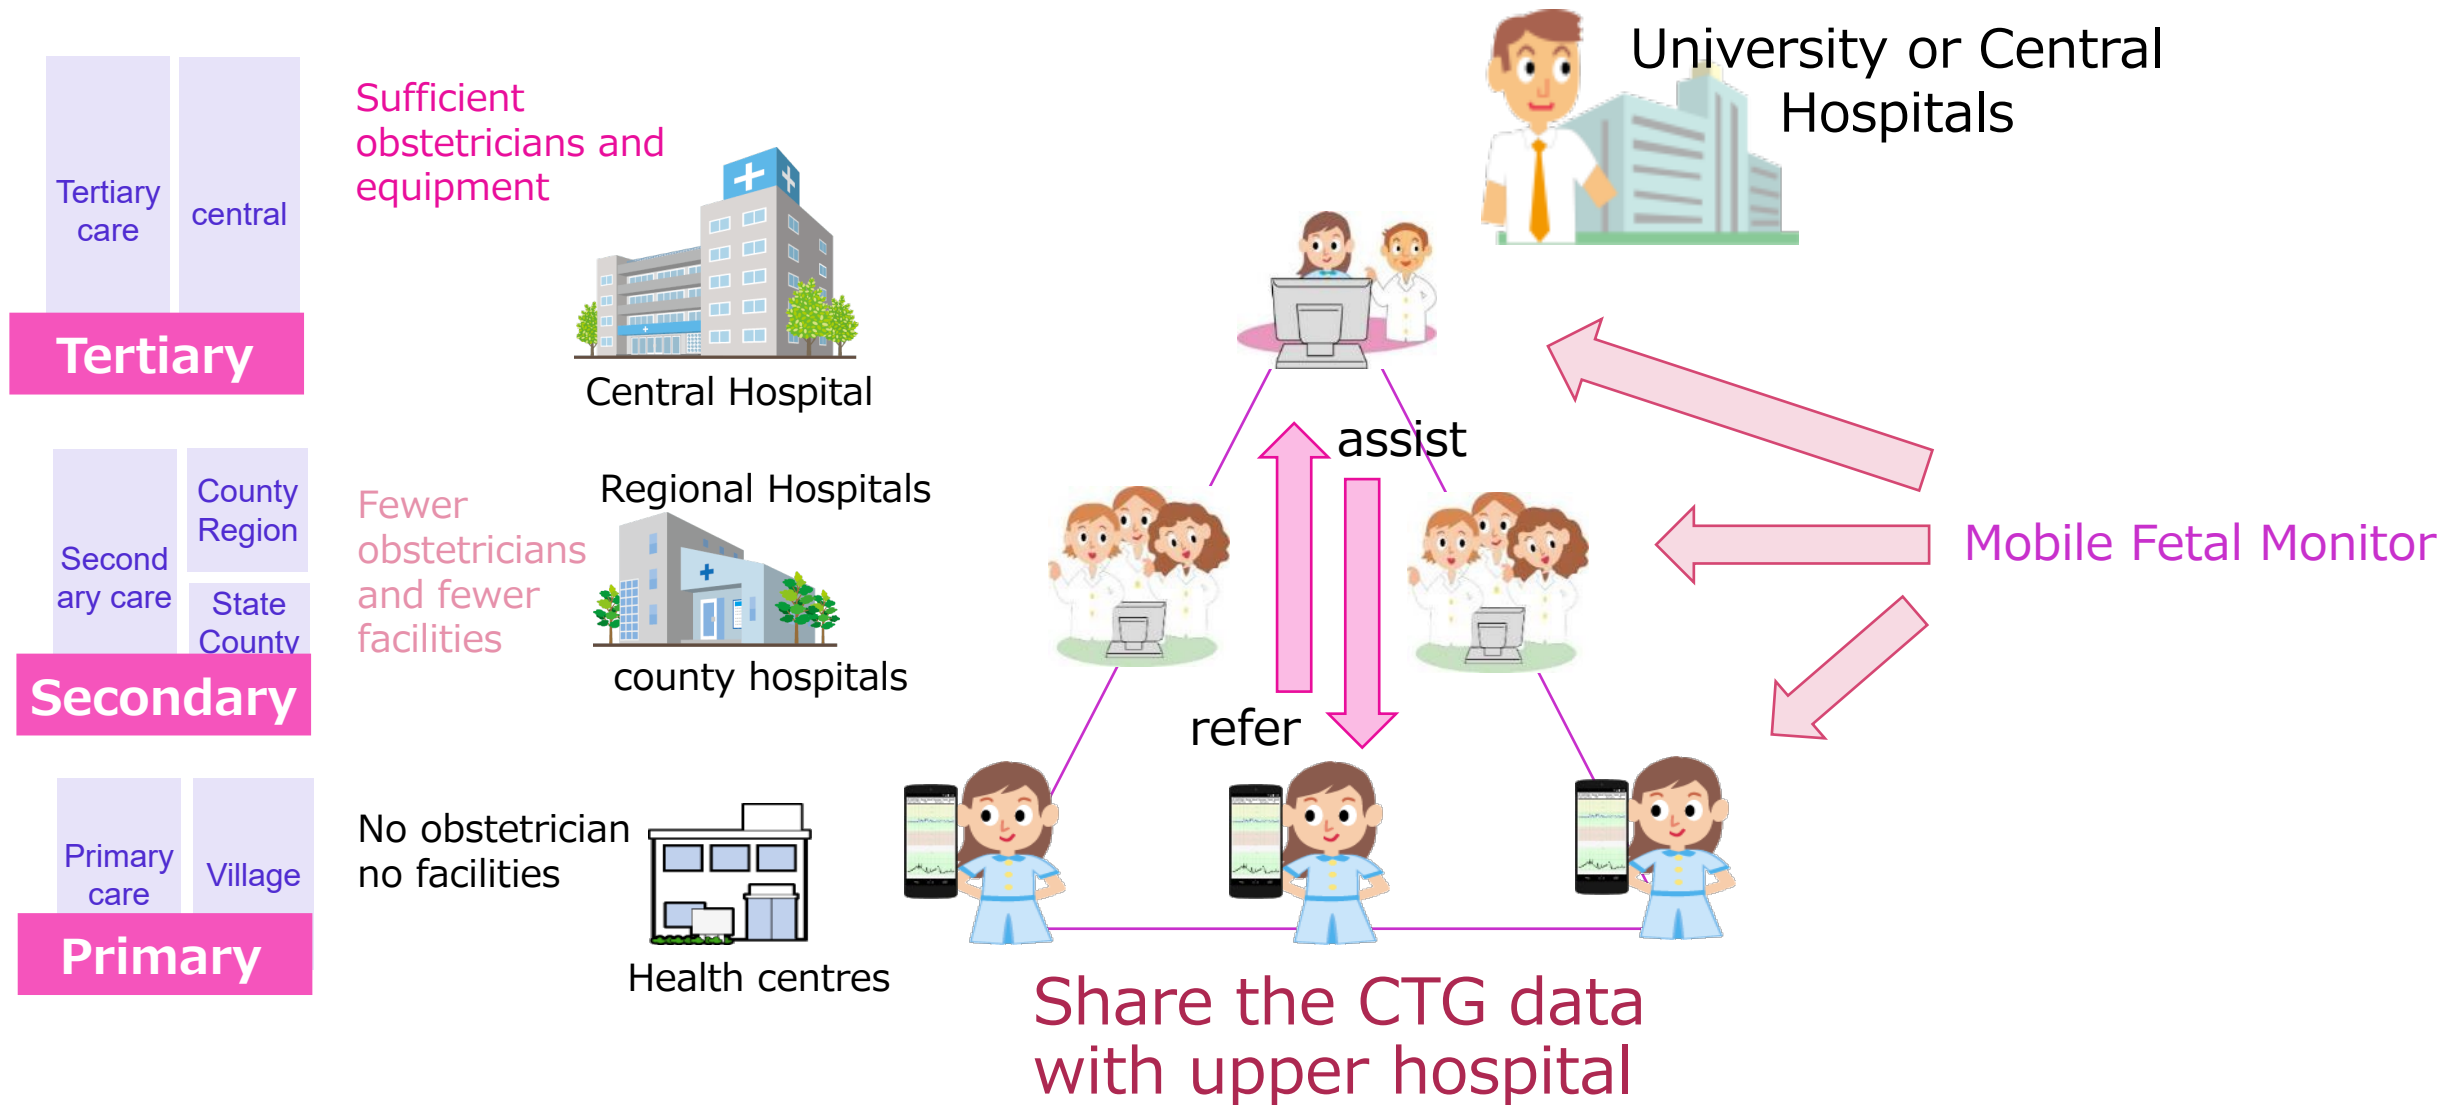 University or Central
Hospitals
Tertiary
care
central
Sufficient
obstetricians and
equipment
Tertiary
Central Hospital
assist
Second
ary care
County
Region
State
County
Fewer
obstetricians
and fewer
facilities
Regional Hospitals
county hospitals
Secondary
refer
Mobile Fetal Monitor
Primary
care
Village
No obstetrician
no facilities
Primary
Health centres
Share the CTG data
with upper hospital